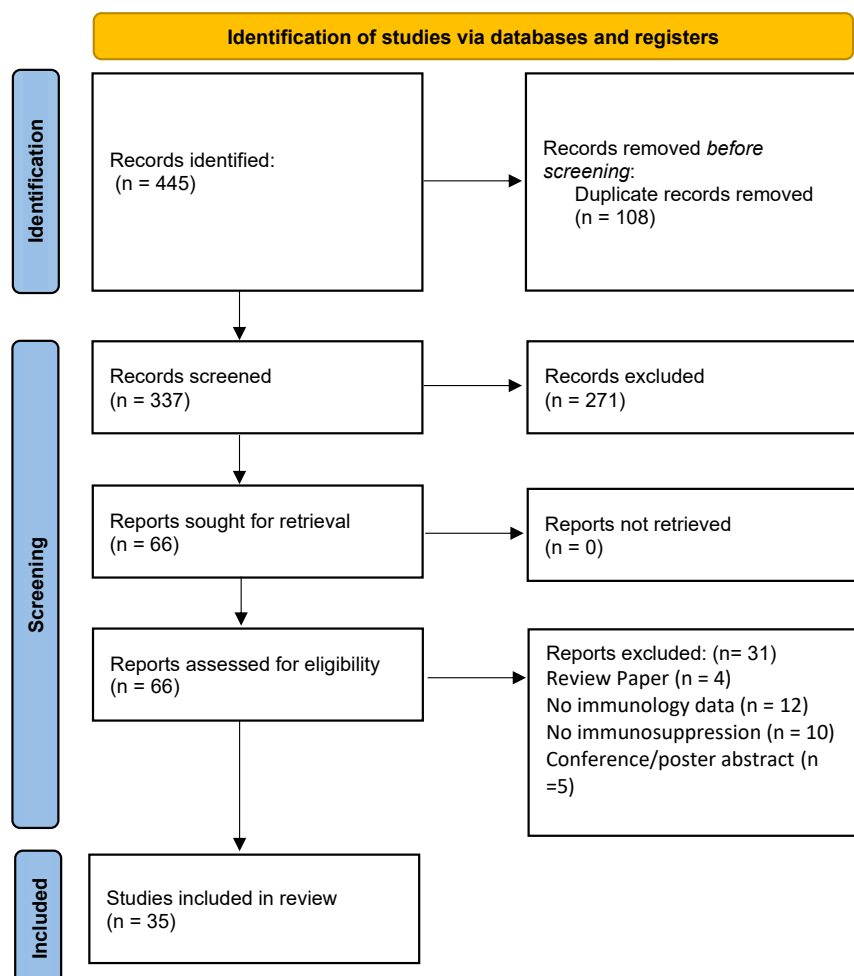 Identification of studies via databases and registers
Identification
Records identified:
(n = 445)
Records removed before
screening:
Duplicate records removed
(n = 108)
Screening
Records screened
(n = 337)
Records excluded
(n = 271)
Reports sought for retrieval
(n = 66)
Reports not retrieved
(n = 0)
Reports assessed for eligibility
(n = 66)
Reports excluded: (n= 31)
Review Paper (n = 4)
No immunology data (n = 12)
No immunosuppression (n = 10)
Conference/poster abstract (n
=5)
Included
Studies included in review
(n = 35)